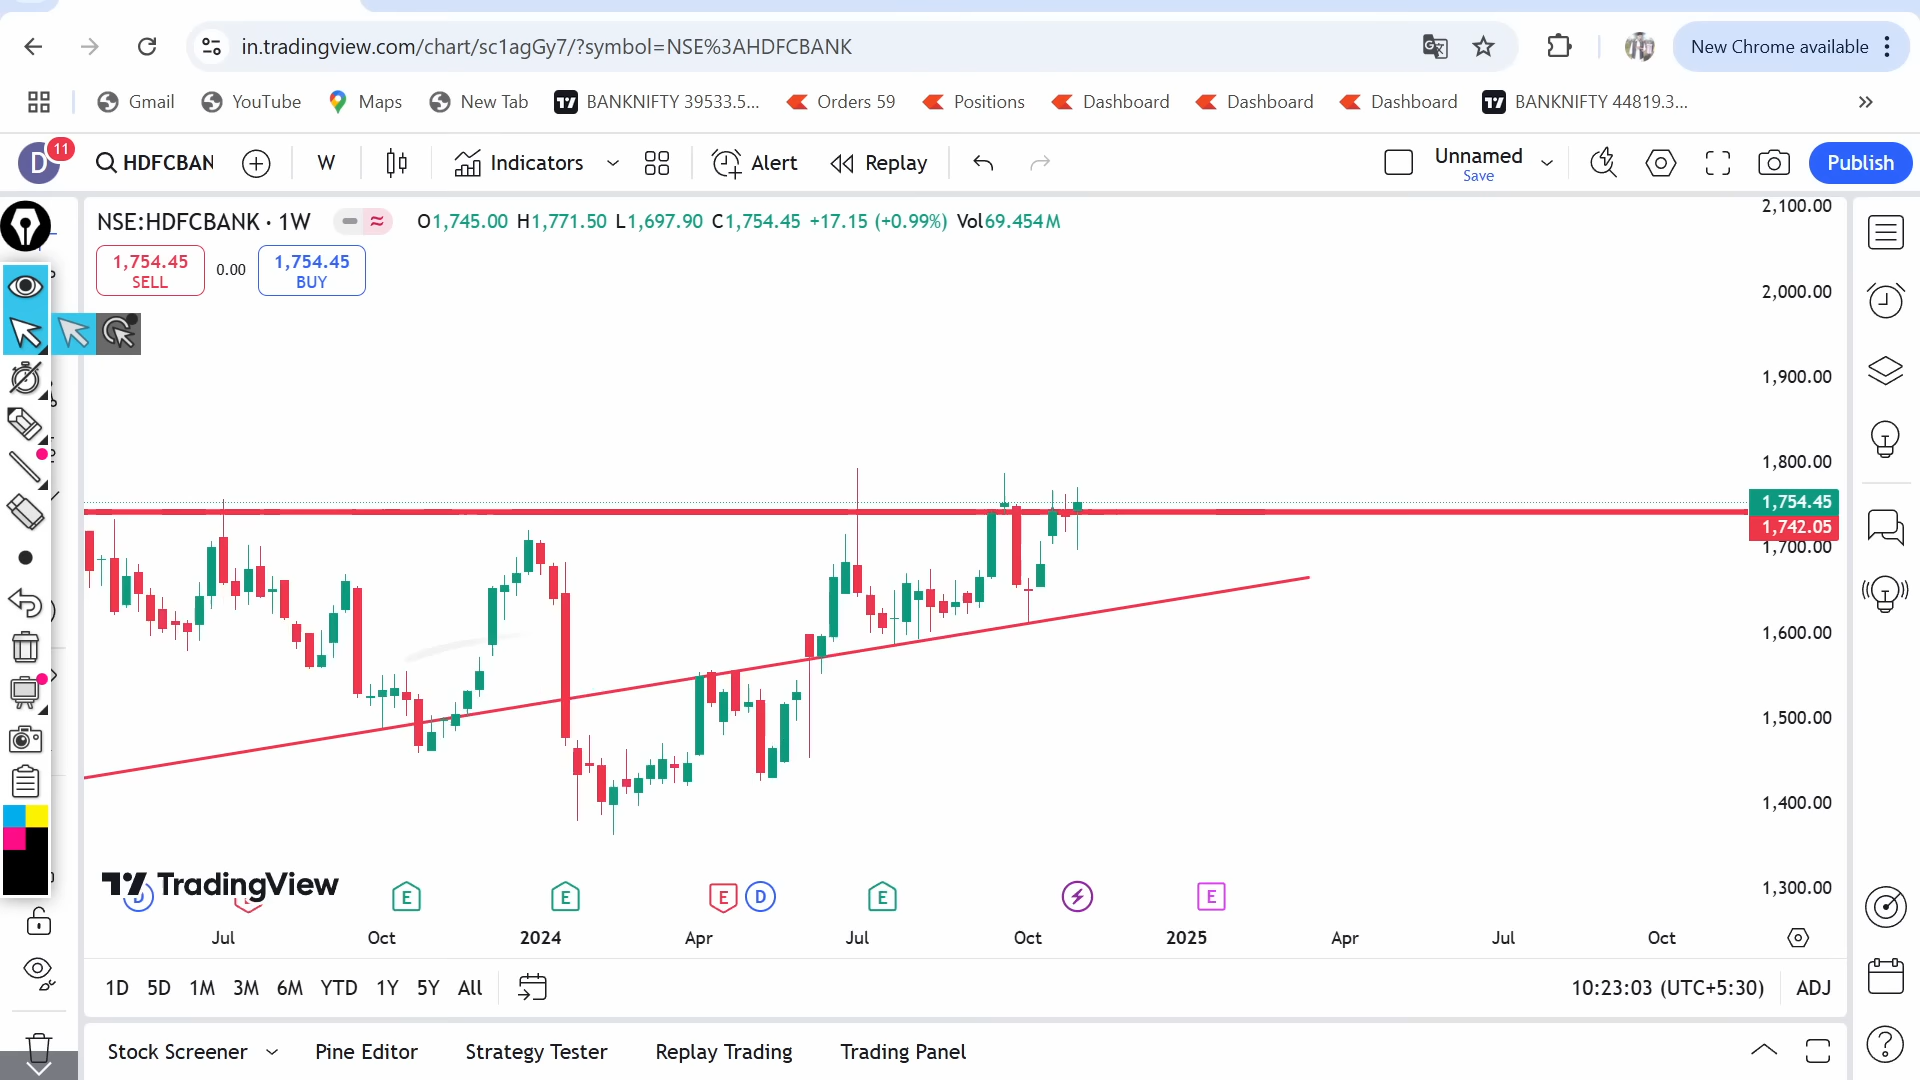 in.tradingview.com/chart/sc1agGy7/?symbol=NSE%3AHDFCBANK
New Chrome available
Gmail YouTube Maps New Tab BANKNIFTY 39533.5... Orders 59 Positions Dashboard Dashboard Dashboard BANKNIFTY 44819.3...
D 11 HDFCBAN W Indicators Alert Replay Unnamed Publish
Save
NSE:HDFCBANK · 1W O1,745.00 H1,771.50 L1,697.90 C1,754.45 +17.15 (+0.99%) Vol69.454M
1,754.45 0.00 1,754.45
SELL BUY
2,100.00
2,000.00
1,900.00
1,800.00
1,754.45
1,742.05
1,700.00
1,600.00
1,500.00
1,400.00
1,300.00
TradingView
E E E D E E
Jul Oct 2024 Apr Jul Oct 2025 Apr Jul Oct
1D 5D 1M 3M 6M YTD 1Y 5Y All 10:23:03 (UTC+5:30) ADJ
Stock Screener Pine Editor Strategy Tester Replay Trading Trading Panel